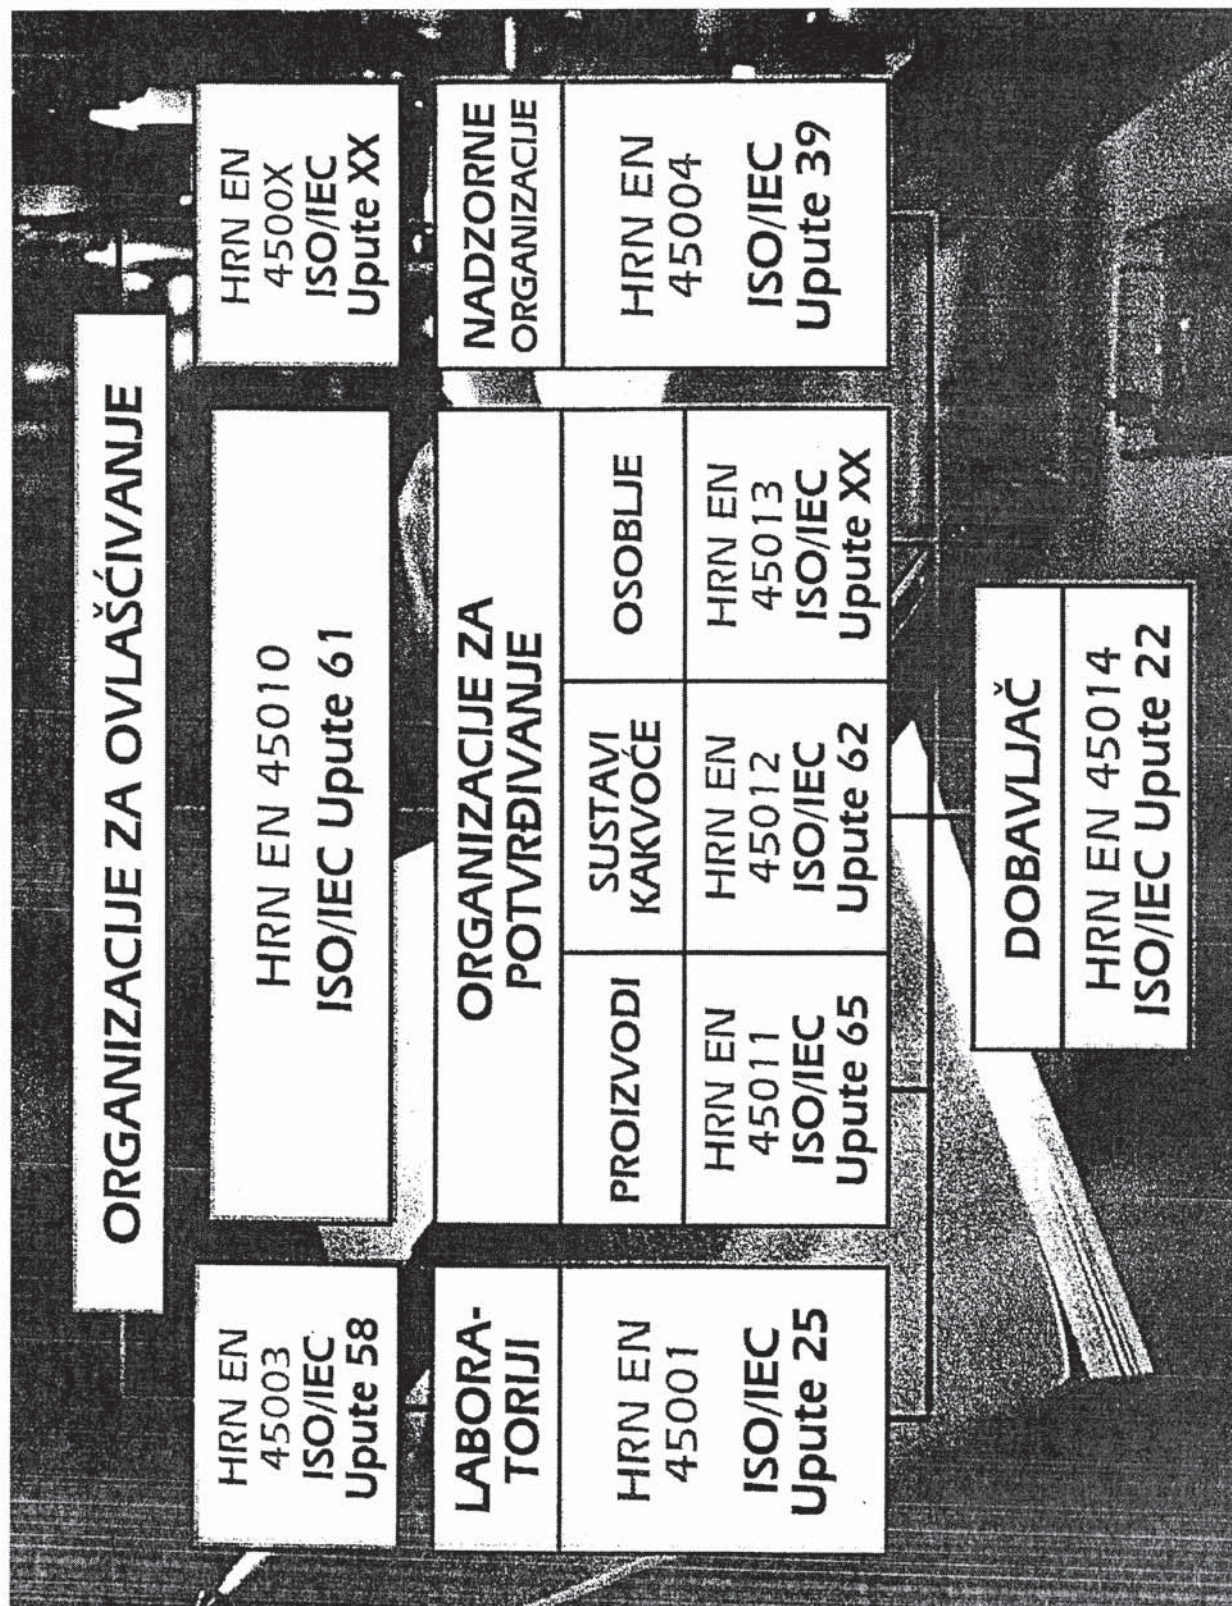 ORGANIZACIJE ZA OVLAŠĆIVANJE
HRN EN
45003
ISO/IEC
Upute 58
HRN EN 45010
ISO/IEC Upute 61
HRN EN
4500X
ISO/IEC
Upute XX
LABORA-
TORIJI
HRN EN
45001
ISO/IEC
Upute 25
ORGANIZACIJE ZA
POTVRĐIVANJE
PROIZVODI
HRN EN
45011
ISO/IEC
Upute 65
SUSTAVI
KAKVOĆE
HRN EN
45012
ISO/IEC
Upute 62
OSOBLJE
HRN EN
45013
ISO/IEC
Upute XX
NADZORNE
ORGANIZACIJE
HRN EN
45004
ISO/IEC
Upute 39
DOBAVLJAČ
HRN EN 45014
ISO/IEC Upute 22